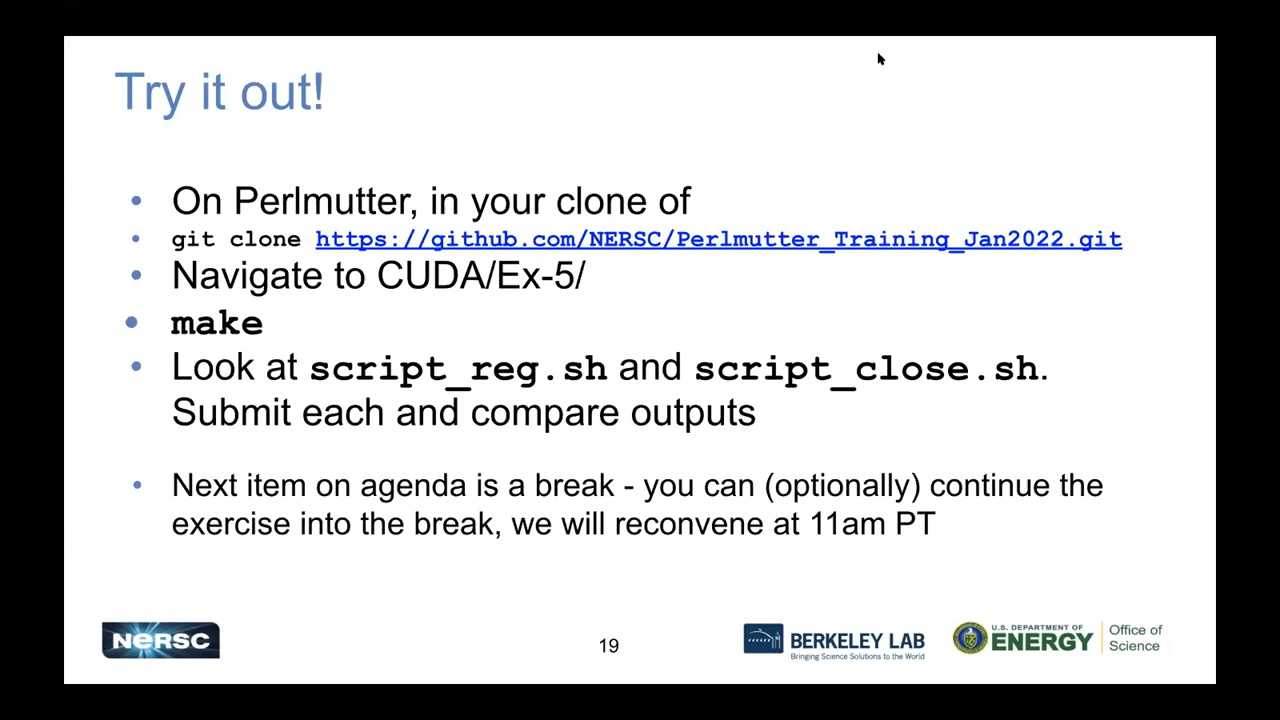 Try it out!
• On Perlmutter, in your clone of
• git clone https://github.com/NERSC/Perlmutter_Training_Jan2022.git
• Navigate to CUDA/Ex-5/
• make
• Look at script_reg.sh and script_close.sh.
Submit each and compare outputs
• Next item on agenda is a break - you can (optionally) continue the
exercise into the break, we will reconvene at 11am PT
NERSC
19
BERKELEY LAB
Bringing Science Solutions to the World
U.S. DEPARTMENT OF
ENERGY
Office of
Science